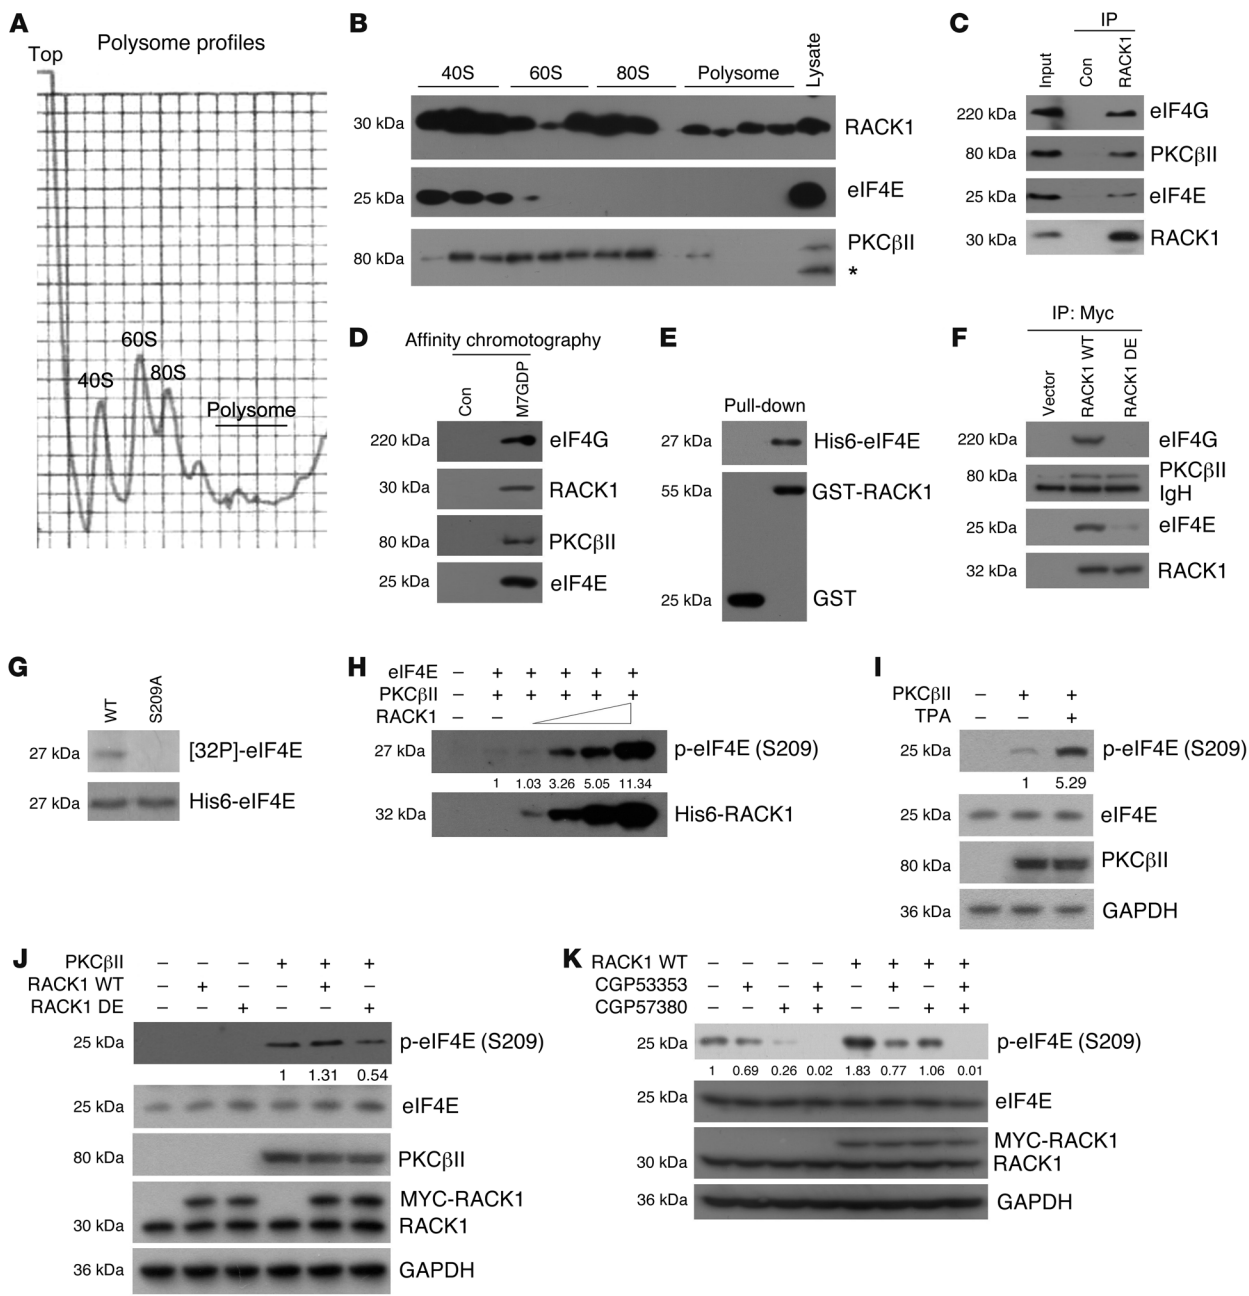 A
Polysome profiles
Top
60S
40S
80S
Polysome
B
40S 60S 80S Polysome Lysate
30 kDa RACK1
25 kDa eIF4E
80 kDa PKCβII
*
C
IP
Input Con RACK1
220 kDa eIF4G
80 kDa PKCβII
25 kDa eIF4E
30 kDa RACK1
D
Affinity chromotography
Con M7GDP
220 kDa eIF4G
30 kDa RACK1
80 kDa PKCβII
25 kDa eIF4E
E
Pull-down
27 kDa His6-eIF4E
55 kDa GST-RACK1
25 kDa GST
F
IP: Myc
Vector RACK1 WT RACK1 DE
220 kDa eIF4G
80 kDa PKCβII
IgH
25 kDa eIF4E
32 kDa RACK1
G
WT S209A
27 kDa [32P]-eIF4E
27 kDa His6-eIF4E
H
eIF4E – + + + + +
PKCβII – + + + + +
RACK1 – –
27 kDa p-eIF4E (S209)
1 1.03 3.26 5.05 11.34
32 kDa His6-RACK1
I
PKCβII – + +
TPA – – +
25 kDa p-eIF4E (S209)
1 5.29
25 kDa eIF4E
80 kDa PKCβII
36 kDa GAPDH
J
PKCβII – – – + + +
RACK1 WT – + – – + –
RACK1 DE – – + – – +
25 kDa p-eIF4E (S209)
1 1.31 0.54
25 kDa eIF4E
80 kDa PKCβII
MYC-RACK1
30 kDa RACK1
36 kDa GAPDH
K
RACK1 WT – – – – + + + +
CGP53353 – + – + – + – +
CGP57380 – – + + – – + +
25 kDa p-eIF4E (S209)
1 0.69 0.26 0.02 1.83 0.77 1.06 0.01
25 kDa eIF4E
MYC-RACK1
30 kDa RACK1
36 kDa GAPDH